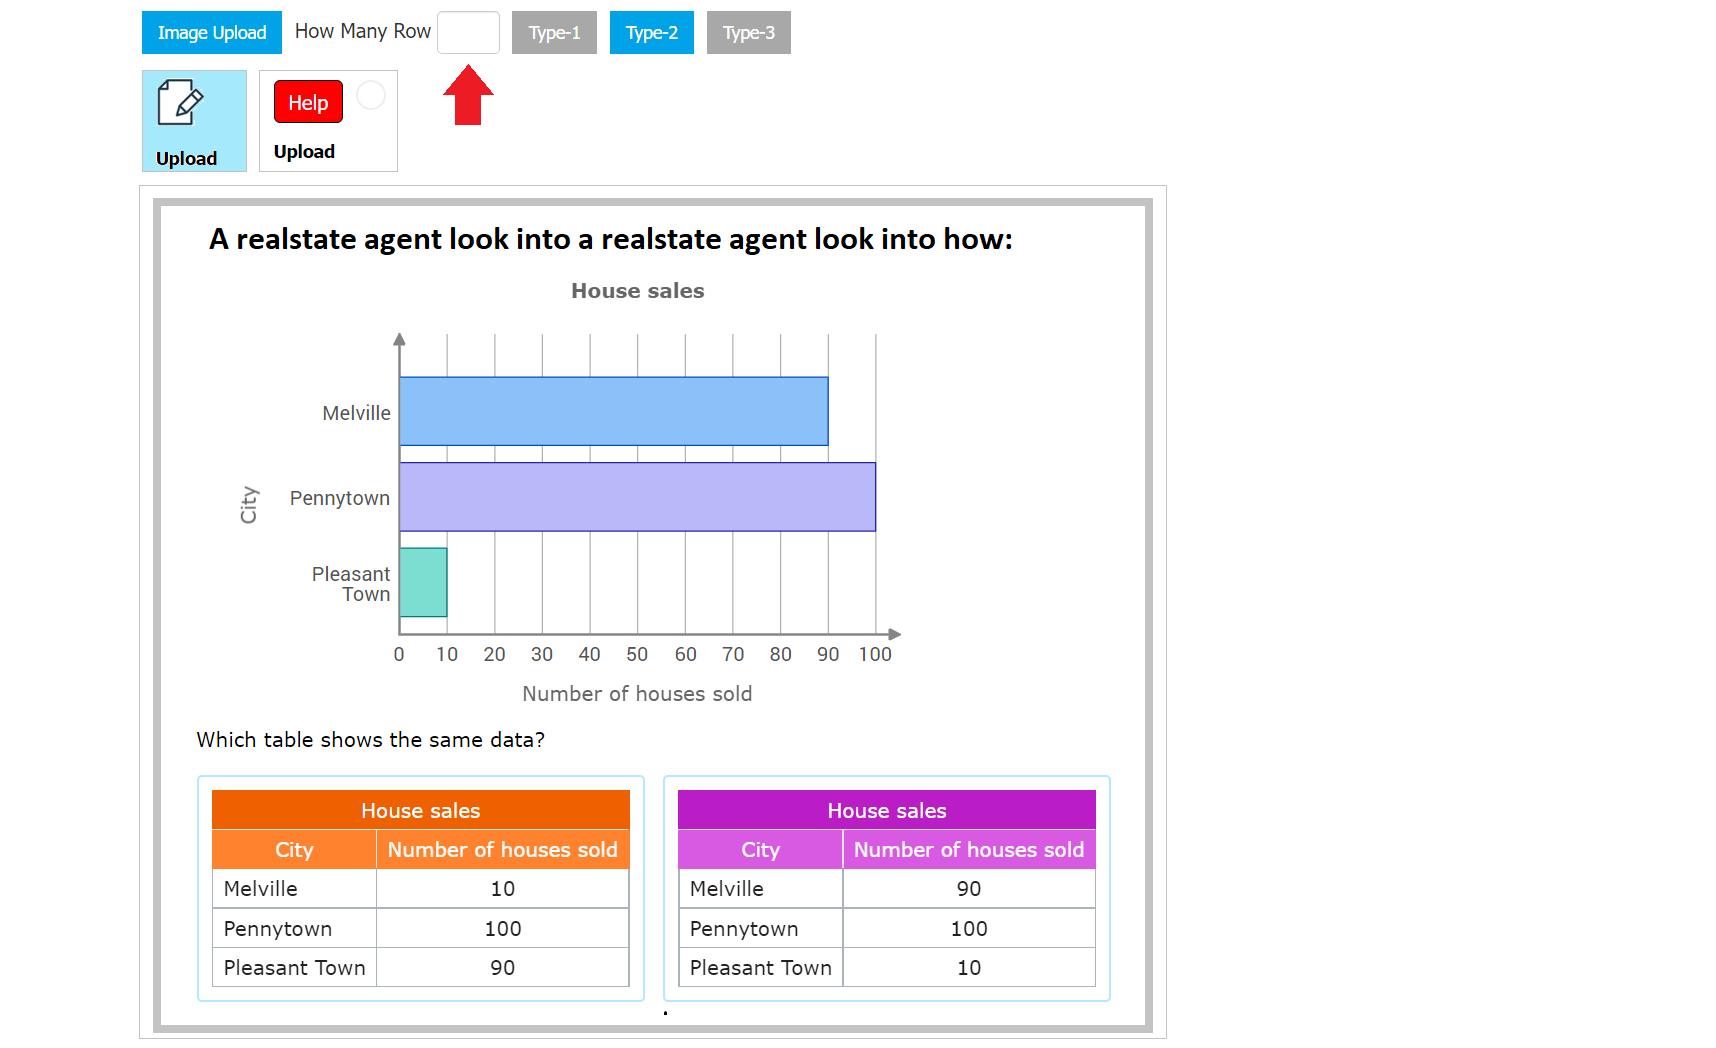 Image Upload How Many Row Type-1 Type-2 Type-3
Upload
Help
Upload
A realstate agent look into a realstate agent look into how:
House sales
Melville
Pennytown
Pleasant
Town
City
0 10 20 30 40 50 60 70 80 90 100
Number of houses sold
Which table shows the same data?
House sales
City Number of houses sold
Melville 10
Pennytown 100
Pleasant Town 90
House sales
City Number of houses sold
Melville 90
Pennytown 100
Pleasant Town 10
.